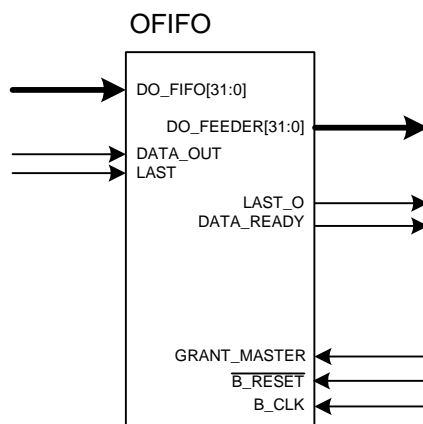 OFIFO
DO_FIFO[31:0]
DO_FEEDER[31:0]
DATA_OUT
LAST
LAST_O
DATA_READY
GRANT_MASTER
B_RESET
B_CLK